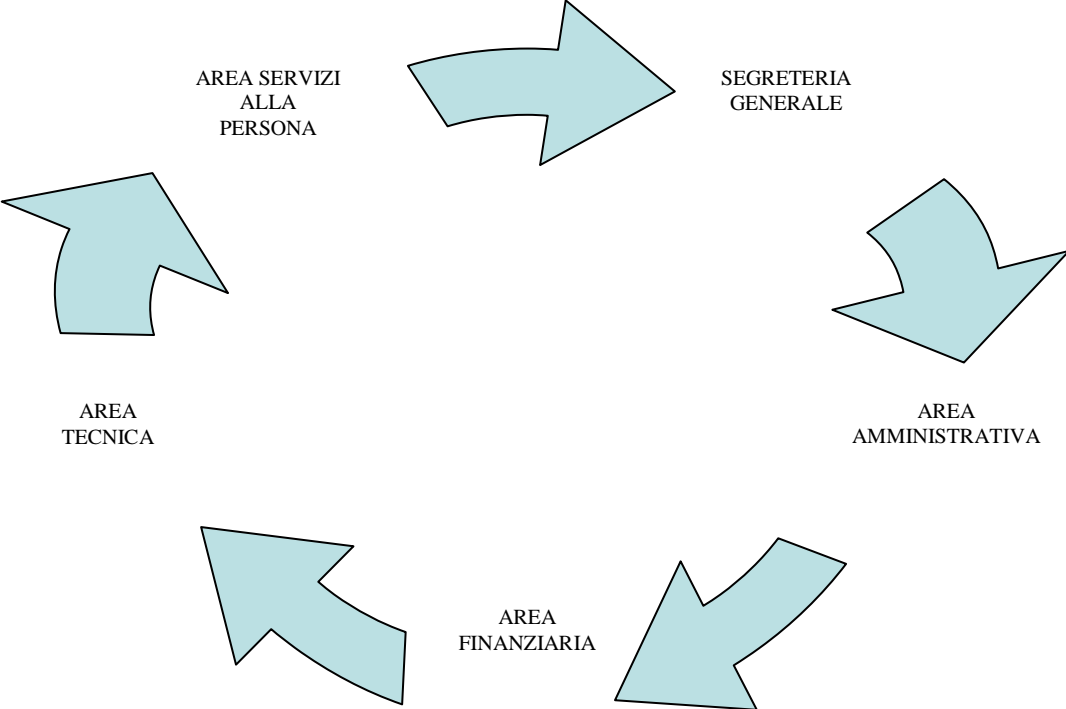 AREA SERVIZI
ALLA
PERSONA
SEGRETERIA
GENERALE
AREA
TECNICA
AREA
AMMINISTRATIVA
AREA
FINANZIARIA